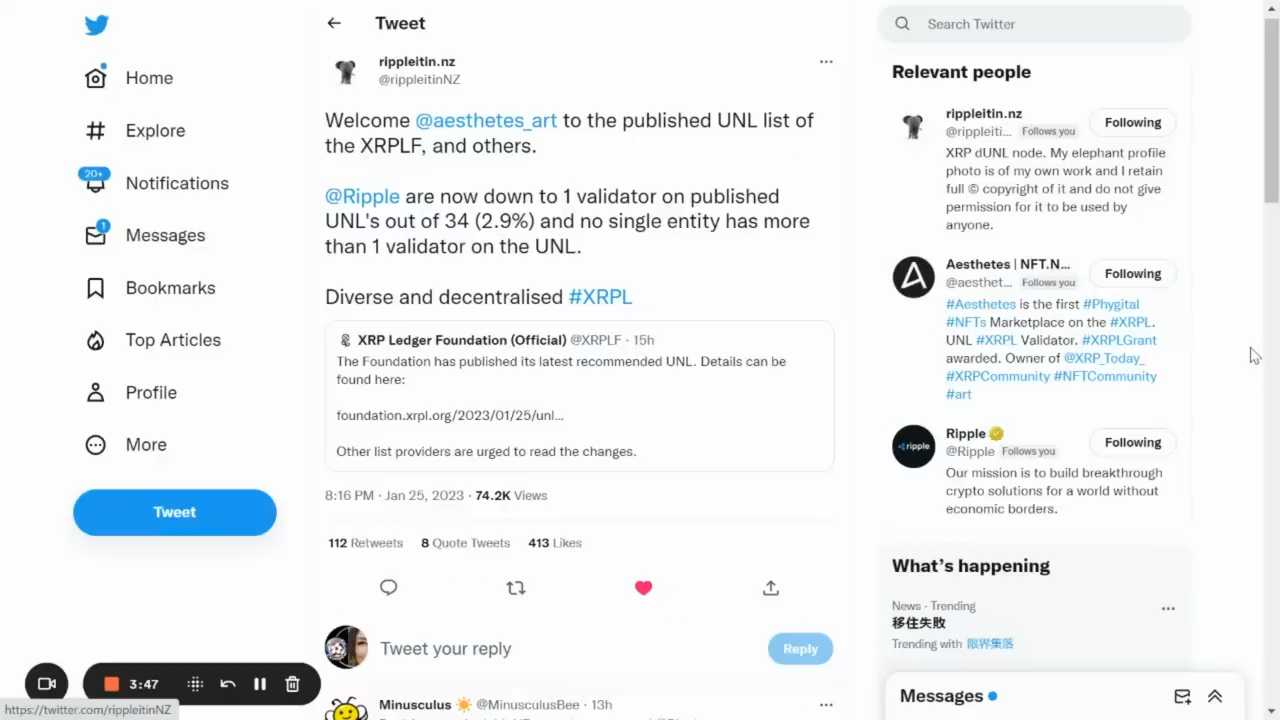 Home
Explore
20+
Notifications
1
Messages
Bookmarks
Top Articles
Profile
More
Tweet
3:47
https://twitter.com/rippleitinNZ
Tweet
rippleitin.nz
@rippleitinNZ
Welcome @aesthetes_art to the published UNL list of
the XRPLF, and others.
@Ripple are now down to 1 validator on published
UNL's out of 34 (2.9%) and no single entity has more
than 1 validator on the UNL.
Diverse and decentralised #XRPL
XRP Ledger Foundation (Official) @XRPLF · 15h
The Foundation has published its latest recommended UNL. Details can be
found here:
foundation.xrpl.org/2023/01/25/unl...
Other list providers are urged to read the changes.
8:16 PM · Jan 25, 2023 · 74.2K Views
112 Retweets 8 Quote Tweets 413 Likes
Tweet your reply
Reply
Minusculus @MinusculusBee · 13h
Search Twitter
Relevant people
rippleitin.nz
@rippleiti... Follows you
Following
XRP dUNL node. My elephant profile
photo is of my own work and I retain
full © copyright of it and do not give
permission for it to be used by
anyone.
Aesthetes | NFT.N...
@aesthet... Follows you
Following
#Aesthetes is the first #Phygital
#NFTs Marketplace on the #XRPL.
UNL #XRPL Validator. #XRPLGrant
awarded. Owner of @XRP_Today_
#XRPCommunity #NFTCommunity
#art
ripple
Ripple
@Ripple Follows you
Following
Our mission is to build breakthrough
crypto solutions for a world without
economic borders.
What's happening
News · Trending
移住失敗
Trending with 限界集落
Messages